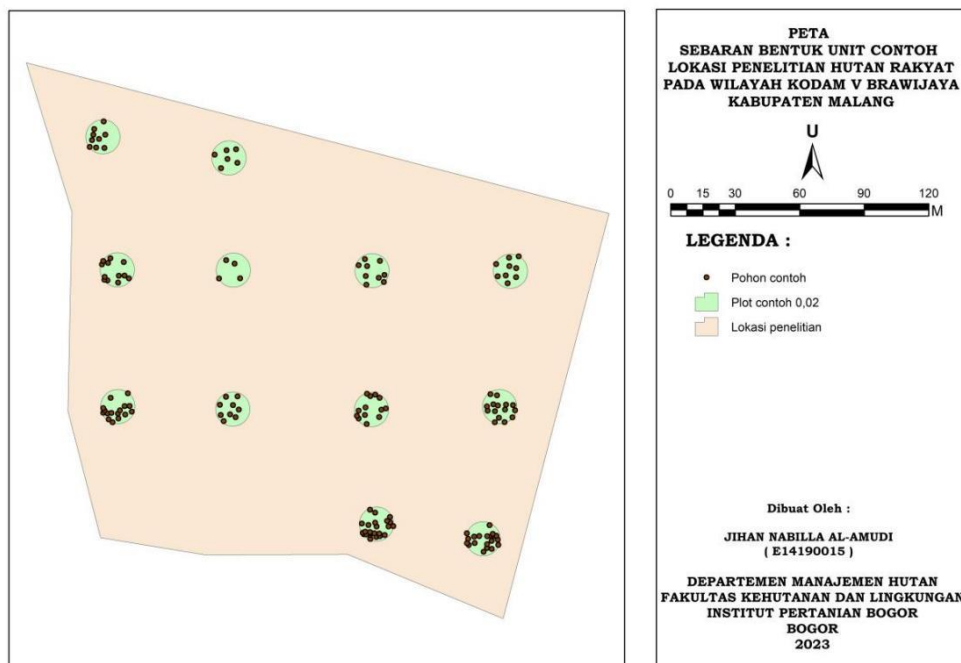 PETA
SEBARAN BENTUK UNIT CONTOH
LOKASI PENELITIAN HUTAN RAKYAT
PADA WILAYAH KODAM V BRAWIJAYA
KABUPATEN MALANG
U
0 15 30 60 90 120
M
LEGENDA :
Pohon contoh
Plot contoh 0,02
Lokasi penelitian
Dibuat Oleh :
JIHAN NABILLA AL-AMUDI
( E14190015 )
DEPARTEMEN MANAJEMEN HUTAN
FAKULTAS KEHUTANAN DAN LINGKUNGAN
INSTITUT PERTANIAN BOGOR
BOGOR
2023